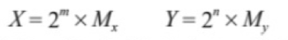 X = 2^m × M_x Y = 2^n × M_y